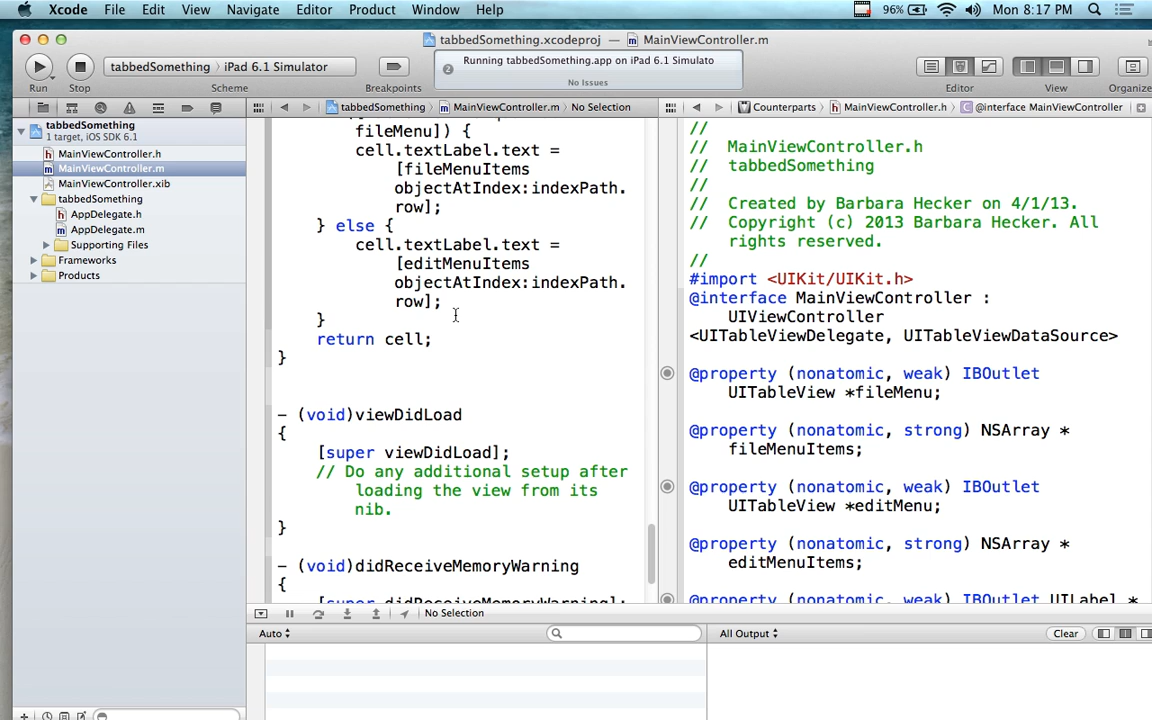 Xcode File Edit View Navigate Editor Product Window Help 96% Mon 8:17 PM
tabbedSomething.xcodeproj — MainViewController.m
tabbedSomething › iPad 6.1 Simulator
Running tabbedSomething.app on iPad 6.1 Simulato
2
No Issues
Run Stop Scheme Breakpoints Editor View Organize
tabbedSomething › MainViewController.m › No Selection
Counterparts › MainViewController.h › @interface MainViewController
tabbedSomething
1 target, iOS SDK 6.1
MainViewController.h
MainViewController.m
MainViewController.xib
tabbedSomething
AppDelegate.h
AppDelegate.m
Supporting Files
Frameworks
Products
fileMenu]) {
cell.textLabel.text =
[fileMenuItems
objectAtIndex:indexPath.
row];
} else {
cell.textLabel.text =
[editMenuItems
objectAtIndex:indexPath.
row];
}
return cell;
}
- (void)viewDidLoad
{
[super viewDidLoad];
// Do any additional setup after
loading the view from its
nib.
}
- (void)didReceiveMemoryWarning
{
[super didReceiveMemoryWarning];
//
// MainViewController.h
// tabbedSomething
//
// Created by Barbara Hecker on 4/1/13.
// Copyright (c) 2013 Barbara Hecker. All
rights reserved.
//
#import <UIKit/UIKit.h>
@interface MainViewController :
UIViewController
<UITableViewDelegate, UITableViewDataSource>
@property (nonatomic, weak) IBOutlet
UITableView *fileMenu;
@property (nonatomic, strong) NSArray *
fileMenuItems;
@property (nonatomic, weak) IBOutlet
UITableView *editMenu;
@property (nonatomic, strong) NSArray *
editMenuItems;
@property (nonatomic, weak) IBOutlet UILabel *
No Selection
Auto
All Output
Clear